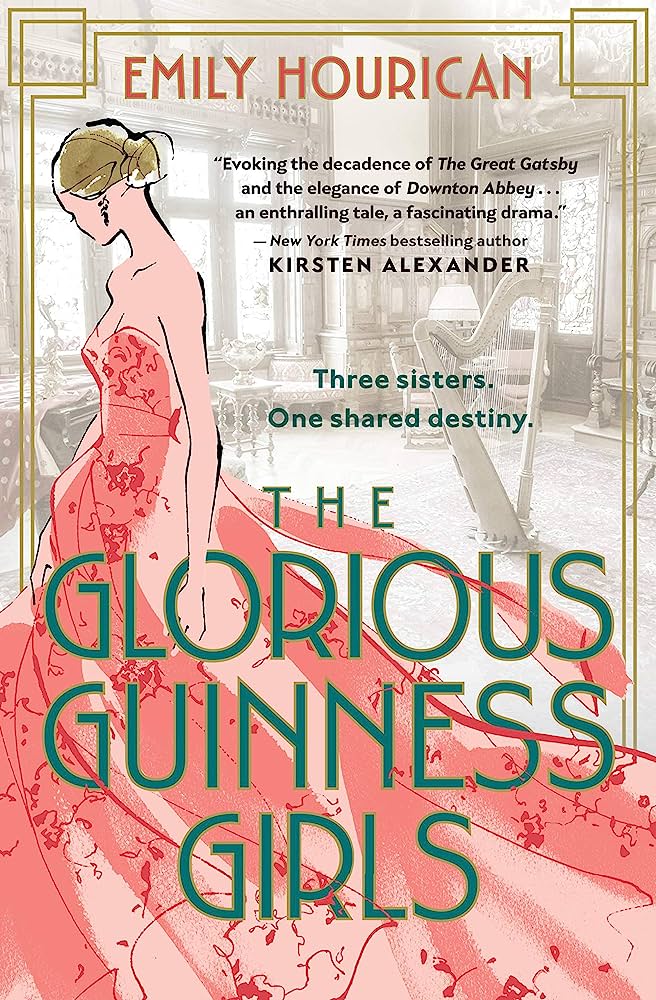 EMILY HOURICAN
“Evoking the decadence of The Great Gatsby
and the elegance of Downton Abbey . . .
an enthralling tale, a fascinating drama.”
— New York Times bestselling author
KIRSTEN ALEXANDER
Three sisters.
One shared destiny.
THE
GLORIOUS
GUINNESS
GIRLS